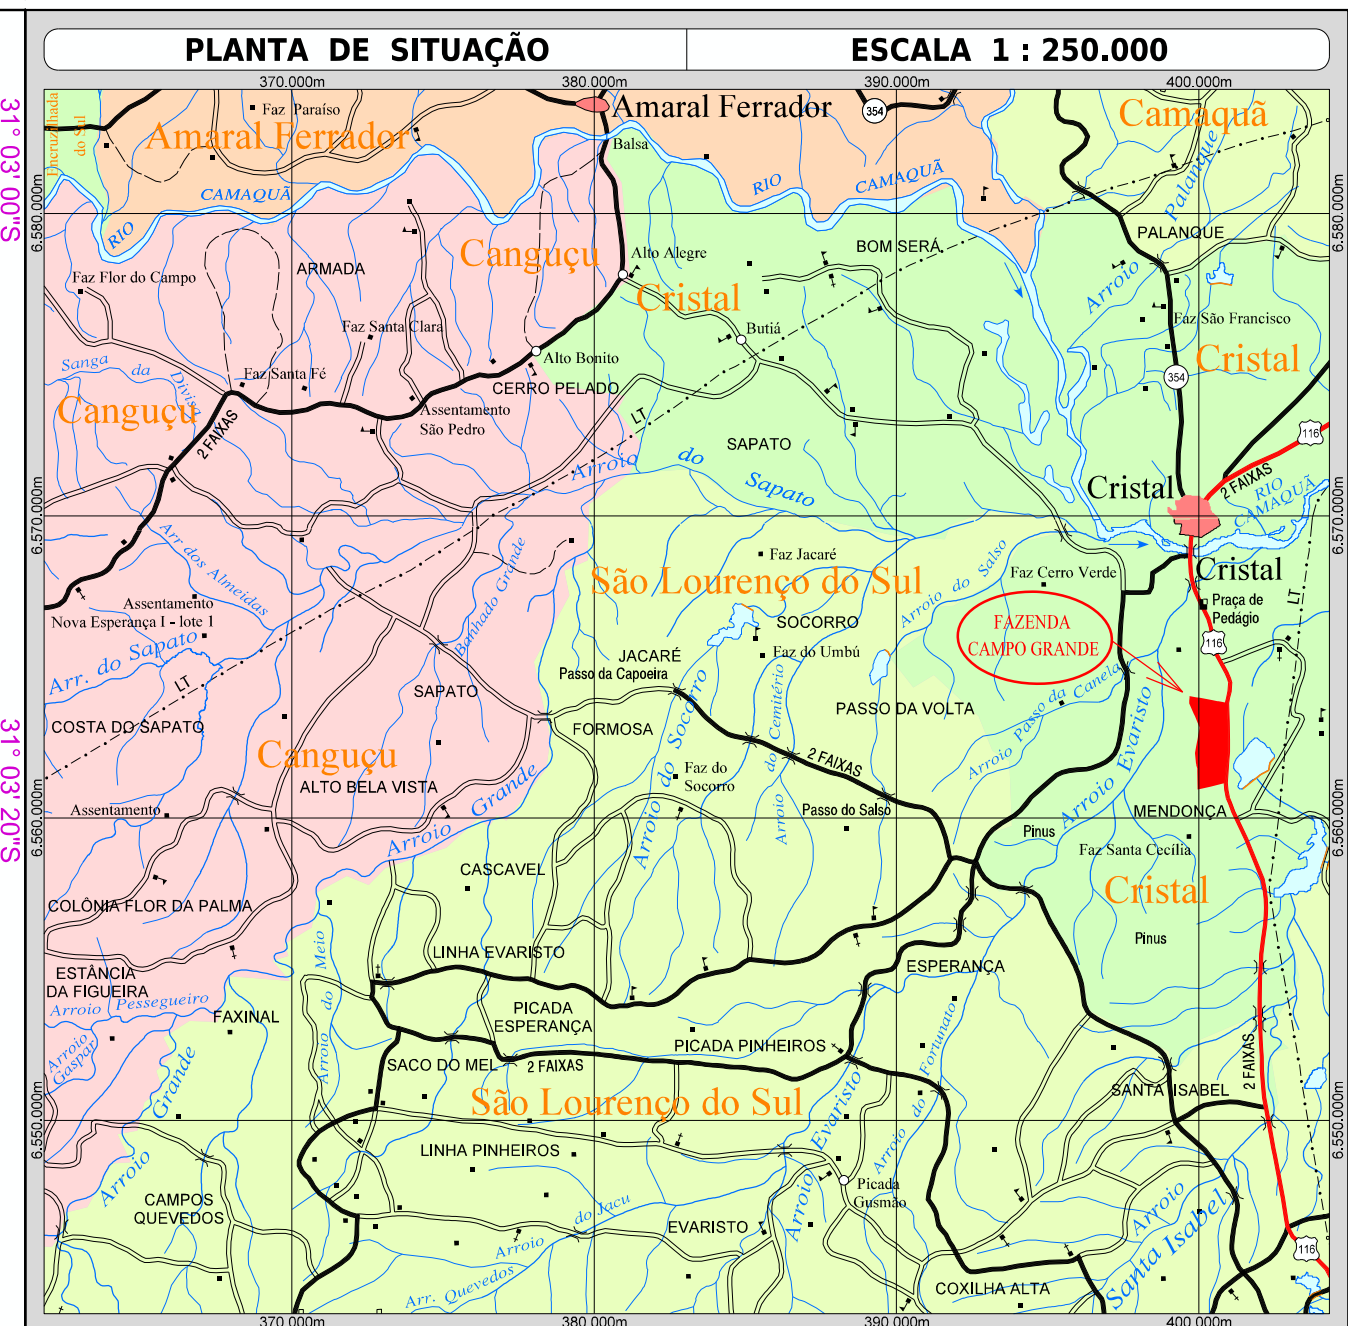 PLANTA DE SITUAÇÃO
ESCALA 1 : 250.000
370.000m
380.000m
390.000m
400.000m
31° 03' 00"S
31° 03' 20"S
6.580.000m
6.570.000m
6.560.000m
6.550.000m
6.580.000m
6.570.000m
6.560.000m
6.550.000m
Encruzilhada
do Sul
Faz Paraíso
Amaral Ferrador
Amaral Ferrador
354
Camaquã
Balsa
RIO
CAMAQUÃ
RIO
CAMAQUÃ
Palanque
Arroio
PALANQUE
Canguçu
Alto Alegre
BOM SERÁ
ARMADA
Faz Flor do Campo
Cristal
Faz Santa Clara
Butiá
Faz São Francisco
Cristal
Sanga
da
Divisa
Alto Bonito
Faz Santa Fé
CERRO PELADO
354
Canguçu
2 FAIXAS
Assentamento
São Pedro
LT
SAPATO
116
Arroio
do
Sapato
Cristal
2 FAIXAS
RIO
CAMAQUÃ
Arr dos Almeidas
Banhado Grande
Faz Jacaré
São Lourenço do Sul
Arroio do Salso
Faz Cerro Verde
Cristal
Assentamento
Nova Esperança I - lote 1
Praça de
Pedágio
LT
FAZENDA
CAMPO GRANDE
SOCORRO
116
Arr. do Sapato
JACARÉ
Faz do Umbú
Passo da Capoeira
LT
SAPATO
COSTA DO SAPATO
FORMOSA
Arroio do Socorro
Arroio do Cemitério
PASSO DA VOLTA
Arroio Passo da Canela
Arroio Evaristo
Canguçu
2 FAIXAS
Faz do
Socorro
ALTO BELA VISTA
Arroio Grande
Assentamento
Passo do Salso
MENDONÇA
Pinus
Faz Santa Cecília
CASCAVEL
Cristal
COLÔNIA FLOR DA PALMA
Pinus
LINHA EVARISTO
ESPERANÇA
ESTÂNCIA
DA FIGUEIRA
Arroio Pessegueiro
Arroio do Meio
FAXINAL
PICADA
ESPERANÇA
Arroio
Gaspar
PICADA PINHEIROS
Arroio do Fortunato
2 FAIXAS
SACO DO MEL
2 FAIXAS
São Lourenço do Sul
SANTA ISABEL
Arroio Grande
LINHA PINHEIROS
Arroio Evaristo
Picada
Gusmão
CAMPOS
QUEVEDOS
Arroio do Jacu
EVARISTO
Arroio
Santa Isabel
116
Arr. Quevedos
COXILHA ALTA
370.000m
380.000m
390.000m
400.000m